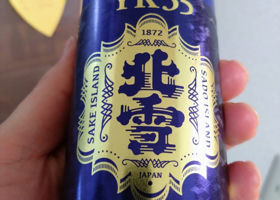 YK35
1872
SAKE ISLAND
北雪
SADO ISLAND
JAPAN